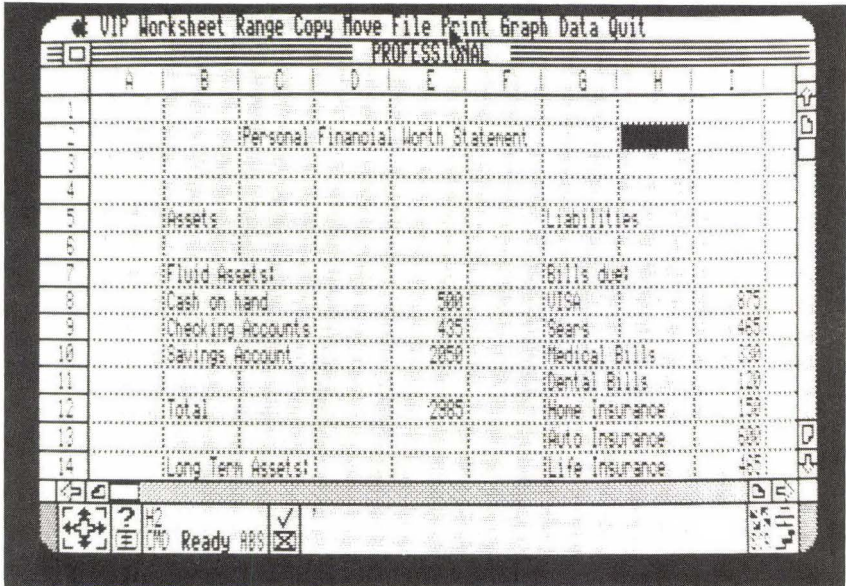 VIP Worksheet Range Copy Move File Print Graph Data Quit
PROFESSIONAL
A B C D E F G H I
1
2 Personal Financial Worth Statement
3
4
5 Assets Liabilities
6
7 Fluid Assets: Bills due:
8 Cash on hand 500 VISA 375
9 Checking Accounts 435 Sears
10 Savings Account 2050 Medical Bills
11 Dental Bills
12 Total 2985 Home Insurance 150
13 Auto Insurance
14 Long Term Assets: Life Insurance
? H2
CMD Ready ABS